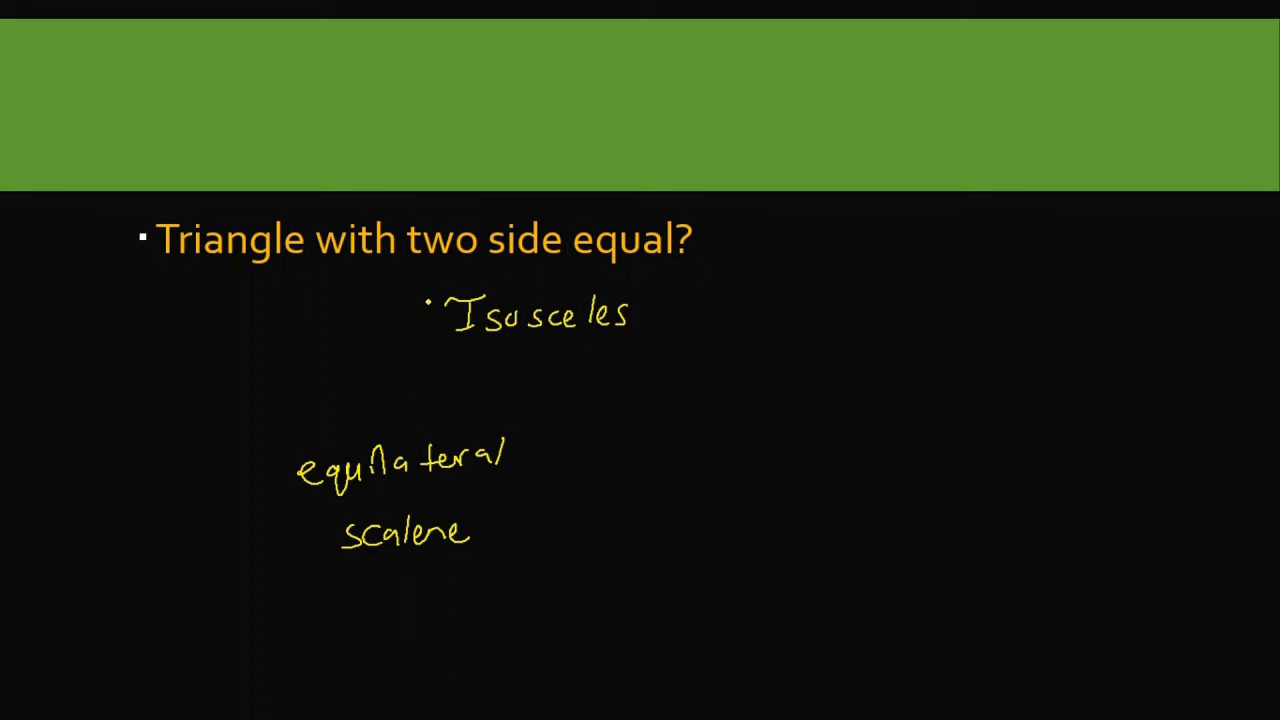 Triangle with two side equal?
Isosceles
equilateral
scalene